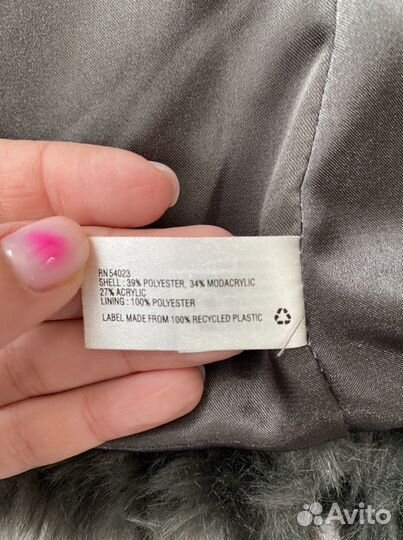 RN 54023
SHELL : 39% POLYESTER, 34% MODACRYLIC
27% ACRYLIC
LINING : 100% POLYESTER
LABEL MADE FROM 100% RECYCLED PLASTIC
Avito